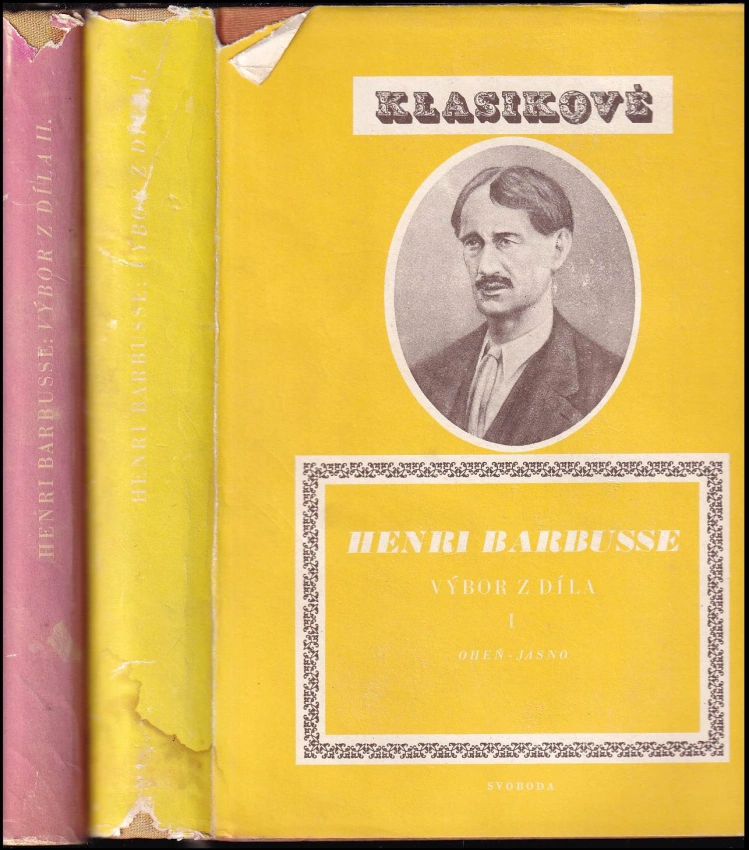 HENRI BARBUSSE: VÝBOR Z DÍLA II.
HENRI BARBUSSE: VÝBOR Z DÍLA I.
KLASIKOVÉ
HENRI BARBUSSE
VÝBOR Z DÍLA
I
OHEŇ - JASNO
SVOBODA